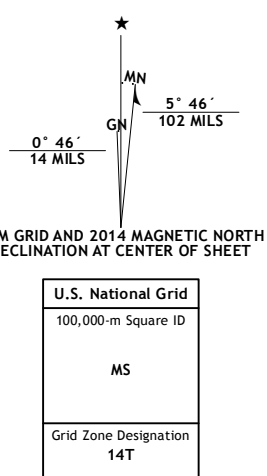 MN
GN
5° 46´
102 MILS
0° 46´
14 MILS
M GRID AND 2014 MAGNETIC NORTH
ECLINATION AT CENTER OF SHEET
U.S. National Grid
100,000-m Square ID
MS
Grid Zone Designation
14T